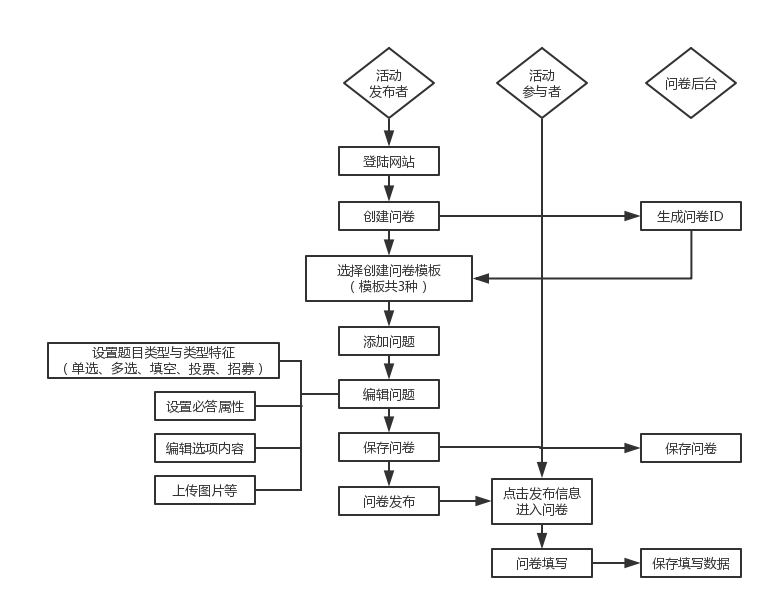 活动
发布者
活动
参与者
问卷后台
登陆网站
创建问卷
生成问卷ID
选择创建问卷模板
（模板共3种）
添加问题
设置题目类型与类型特征
（单选、多选、填空、投票、招募）
编辑问题
设置必答属性
保存问卷
编辑选项内容
保存问卷
上传图片等
问卷发布
点击发布信息
进入问卷
问卷填写
保存填写数据